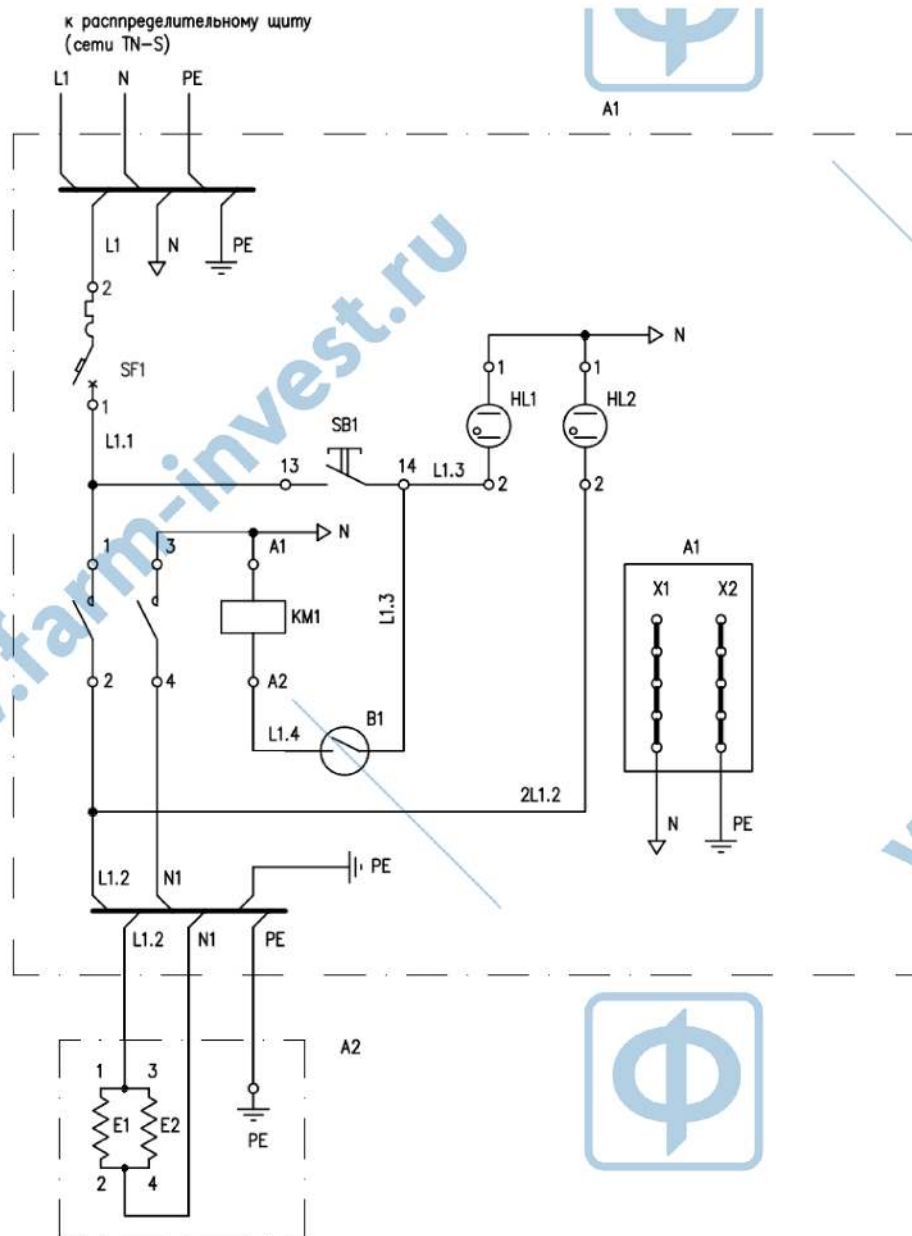 к распределительному щиту
(сети TN-S)
L1 N PE
A1
L1 N PE
2
SF1
1
L1.1
N
1 1
HL1 HL2
SB1
13 14 L1.3 2 2
1 3 A1 N
A1
X1 X2
KM1
L1.3
2 4 A2
L1.4 B1
2L1.2
N PE
PE
L1.2 N1
L1.2 N1 PE
A2
1 3
E1 E2
PE
2 4
www.farm-invest.ru
Ф
Ф